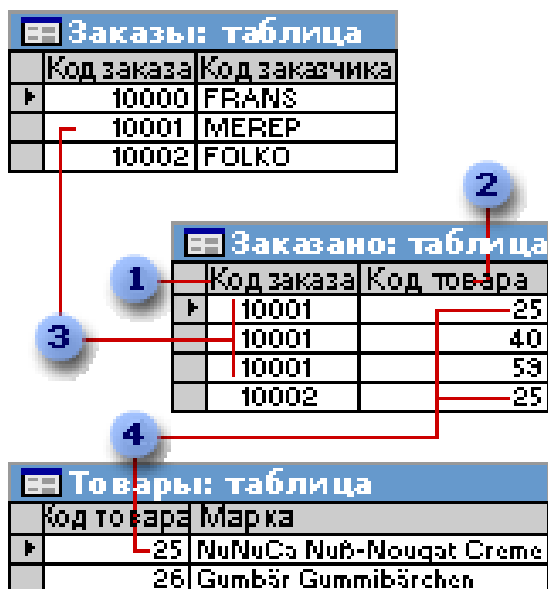 Заказы: таблица
Код заказа Код заказчика
10000 FRANS
10001 MEREP
10002 FOLKO
2
Заказано: таблица
1
Код заказа Код товара
10001 25
3
10001 40
10001 53
10002 25
4
Товары: таблица
Код товара Марка
25 NuNuCa Nuß-Nougat Creme
26 Gumbär Gummibärchen